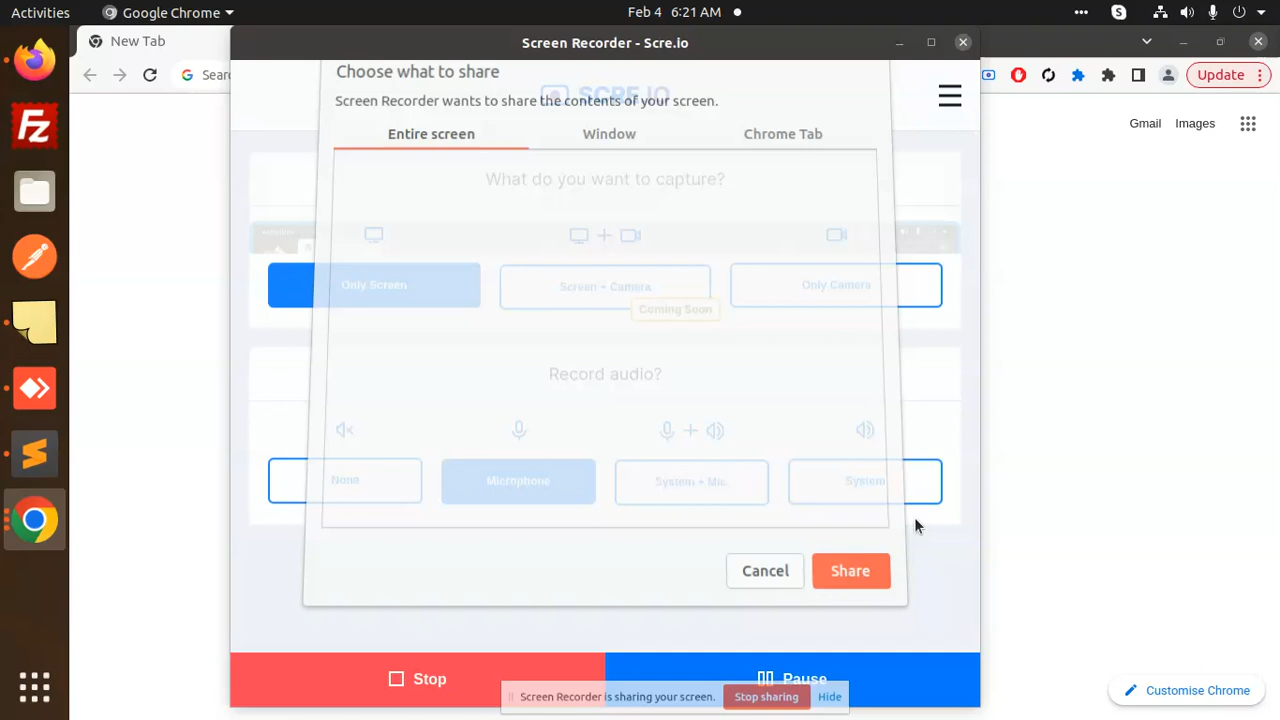 Activities
Google Chrome
Feb 4 6:21 AM
New Tab
Screen Recorder - Scre.io
Sear
Update
Choose what to share
SCRE.IO
Screen Recorder wants to share the contents of your screen.
Gmail
Images
Entire screen
Window
Chrome Tab
What do you want to capture?
Only Screen
Screen + Camera
Only Camera
Coming Soon
Record audio?
None
Microphone
System + Mic.
System
Cancel
Share
Stop
Pause
Screen Recorder is sharing your screen.
Stop sharing
Hide
Customise Chrome